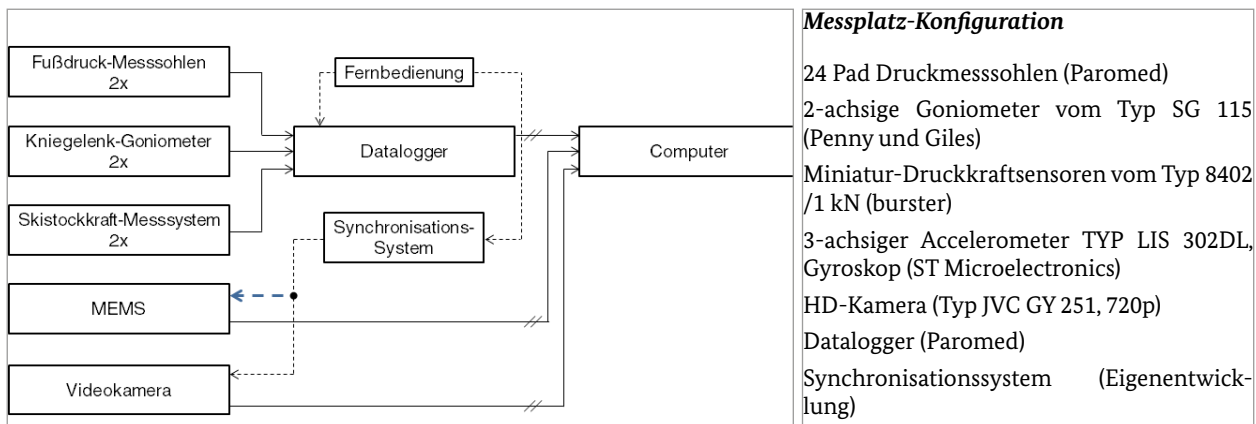 Fußdruck-Messsohlen
2x
Fernbedienung
Kniegelenk-Goniometer
2x
Datalogger
Computer
Skistockkraft-Messsystem
2x
Synchronisations-
System
MEMS
Videokamera
Messplatz-Konfiguration
24 Pad Druckmesssohlen (Paromed)
2-achsige Goniometer vom Typ SG 115
(Penny und Giles)
Miniatur-Druckkraftsensoren vom Typ 8402
/1 kN (burster)
3-achsiger Accelerometer TYP LIS 302DL,
Gyroskop (ST Microelectronics)
HD-Kamera (Typ JVC GY 251, 720p)
Datalogger (Paromed)
Synchronisationssystem (Eigenentwick-
lung)